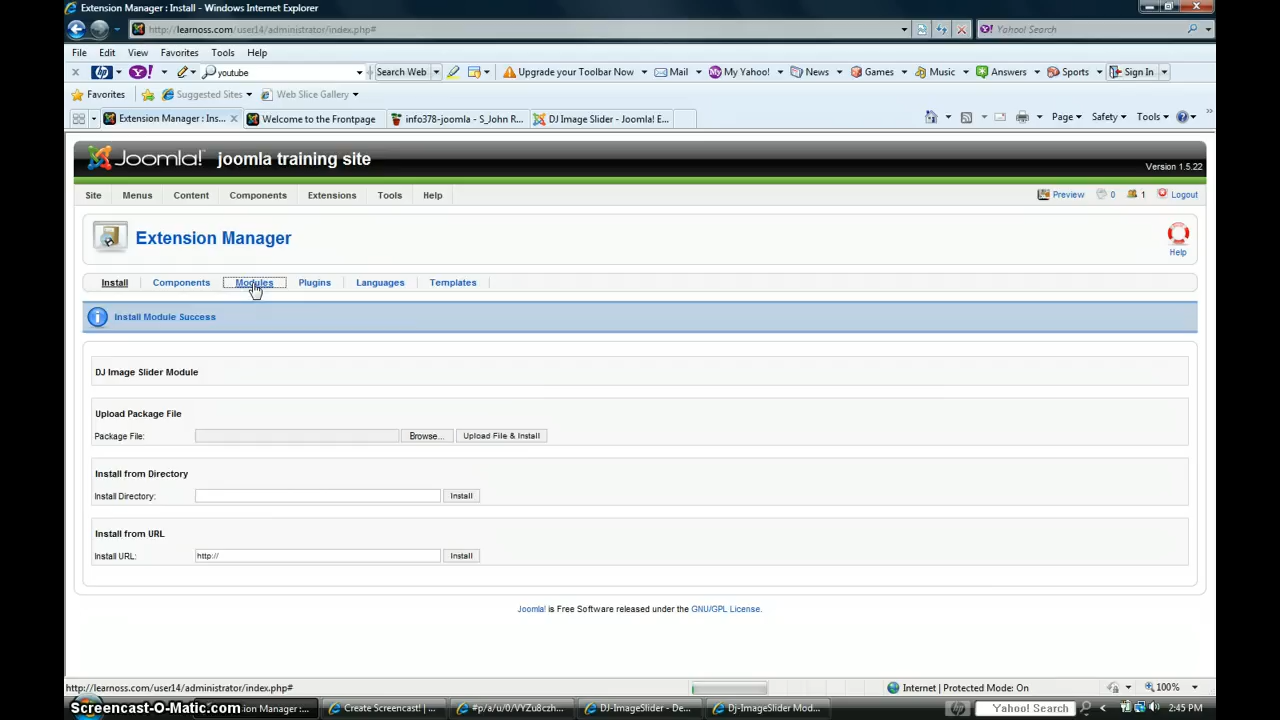 Extension Manager : Install - Windows Internet Explorer
http://learnoss.com/user14/administrator/index.php#
Yahoo! Search
File Edit View Favorites Tools Help
youtube Search Web Upgrade your Toolbar Now Mail My Yahoo! News Games Music Answers Sports Sign In
Favorites Suggested Sites Web Slice Gallery
Extension Manager : Ins... Welcome to the Frontpage info378-joomla - S_John R... DJ Image Slider - Joomla! E... Page Safety Tools
Joomla! joomla training site
Version 1.5.22
Site Menus Content Components Extensions Tools Help Preview 0 1 Logout
Extension Manager
Help
Install Components Modules Plugins Languages Templates
Install Module Success
DJ Image Slider Module
Upload Package File
Package File: Browse... Upload File & Install
Install from Directory
Install Directory: Install
Install from URL
Install URL: http:// Install
Joomla! is Free Software released under the GNU/GPL License.
http://learnoss.com/user14/administrator/index.php# Internet | Protected Mode: On 100%
Screencast-O-Matic.com Manager :... Create Screencast! | ... #p/a/u/0/VYZu8czh... DJ-ImageSlider - De... Dj-ImageSlider Mod... Yahoo! Search 2:45 PM